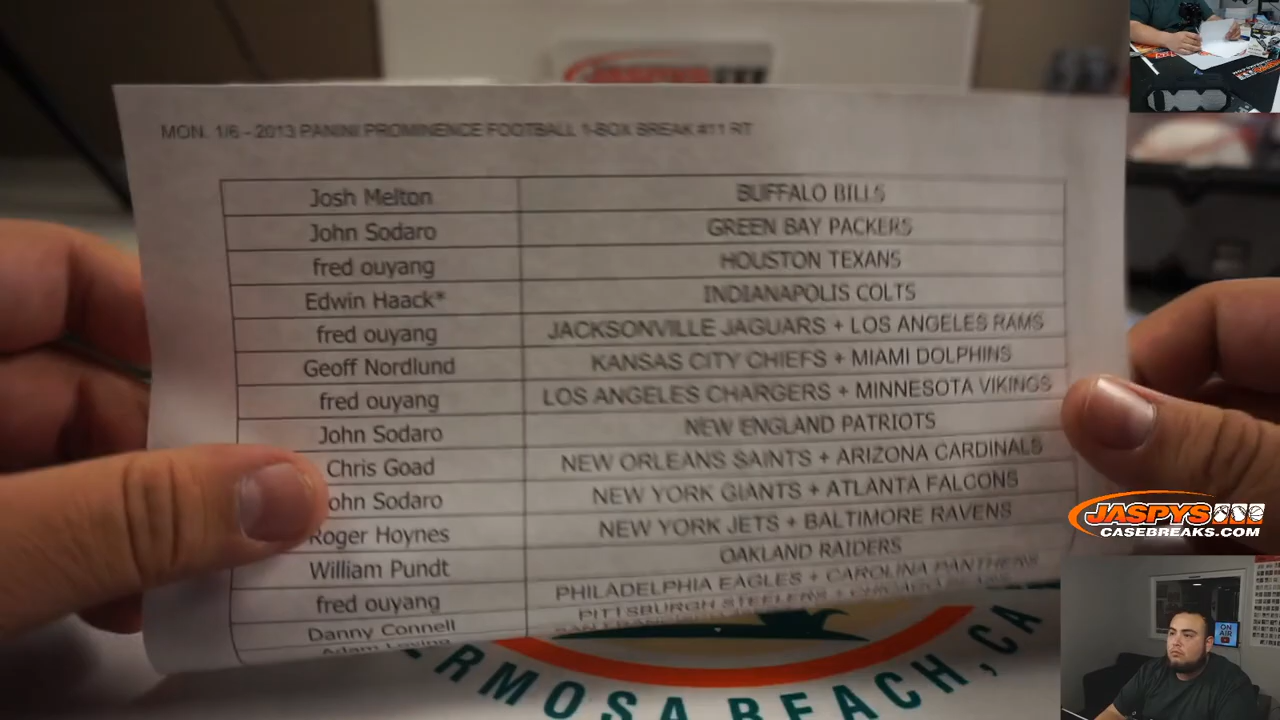 MON. 1/6 - 2013 PANINI PROMINENCE FOOTBALL 1-BOX BREAK #11 RT
Josh Melton BUFFALO BILLS
John Sodaro GREEN BAY PACKERS
fred ouyang HOUSTON TEXANS
Edwin Haack* INDIANAPOLIS COLTS
fred ouyang JACKSONVILLE JAGUARS + LOS ANGELES RAMS
Geoff Nordlund KANSAS CITY CHIEFS + MIAMI DOLPHINS
fred ouyang LOS ANGELES CHARGERS + MINNESOTA VIKINGS
John Sodaro NEW ENGLAND PATRIOTS
Chris Goad NEW ORLEANS SAINTS + ARIZONA CARDINALS
John Sodaro NEW YORK GIANTS + ATLANTA FALCONS
Roger Hoynes NEW YORK JETS + BALTIMORE RAVENS
William Pundt OAKLAND RAIDERS
fred ouyang PHILADELPHIA EAGLES + CAROLINA PANTHERS
Danny Connell PITTSBURGH STEELERS +
ERMOSA BEACH, CA
JASPYS
CASEBREAKS.COM
ON AIR